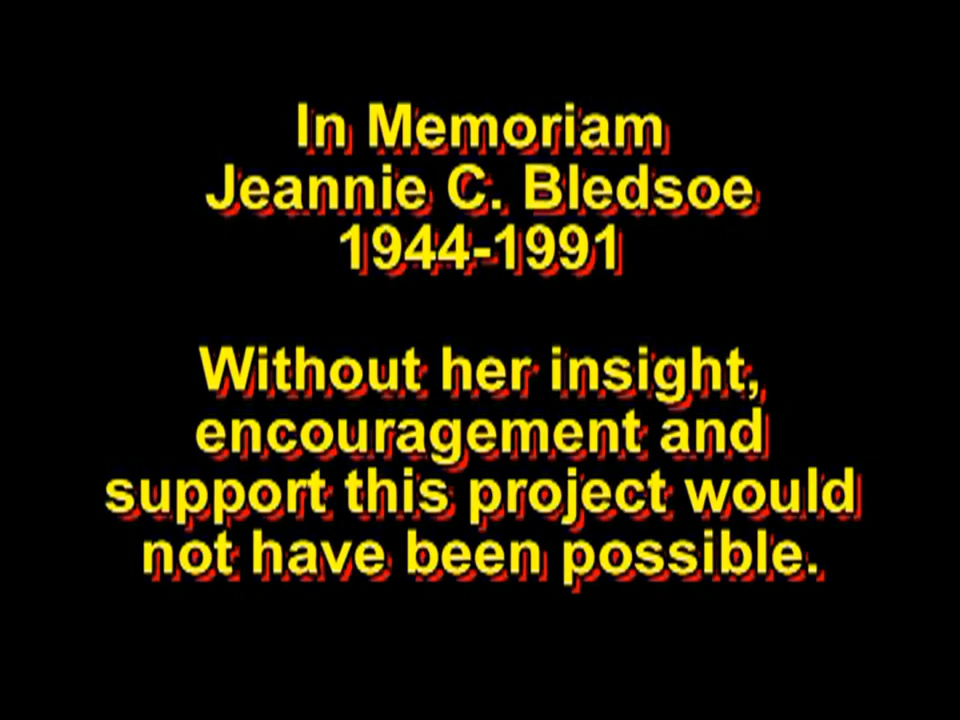 In Memoriam
Jeannie C. Bledsoe
1944-1991
Without her insight,
encouragement and
support this project would
not have been possible.